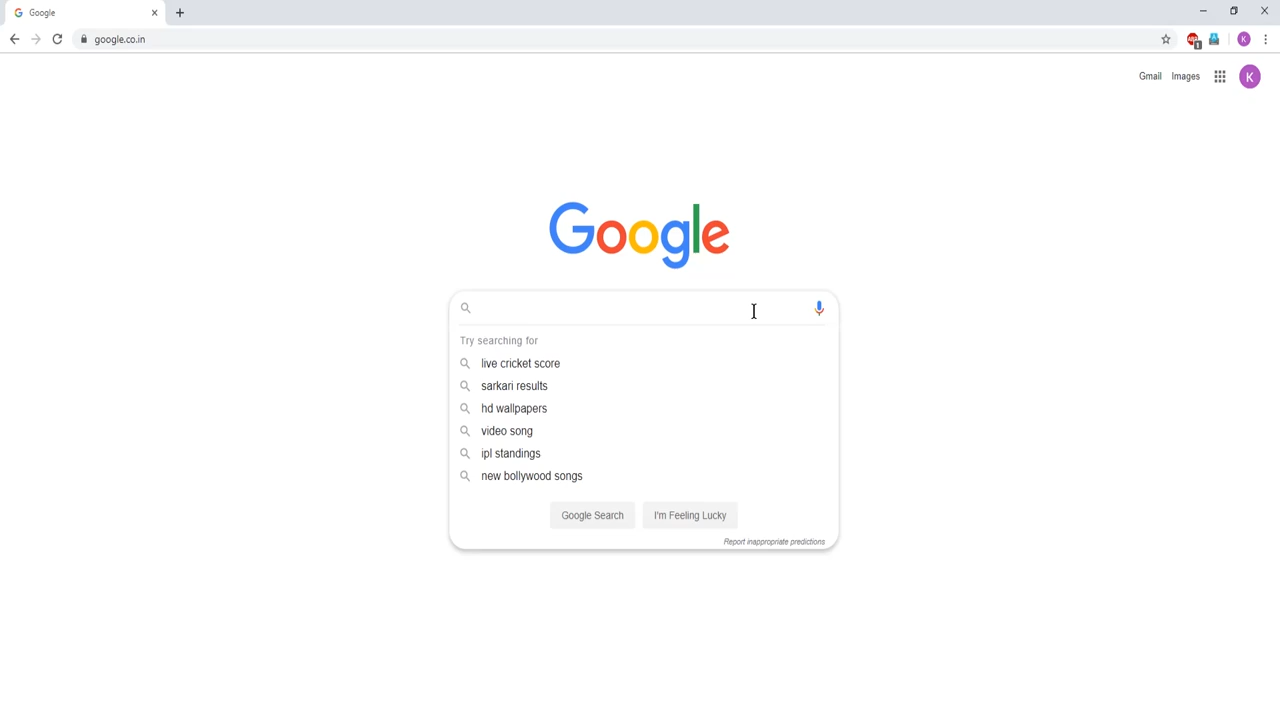 Google
google.co.in
K
Gmail Images K
Google
Try searching for
live cricket score
sarkari results
hd wallpapers
video song
ipl standings
new bollywood songs
Google Search I'm Feeling Lucky
Report inappropriate predictions